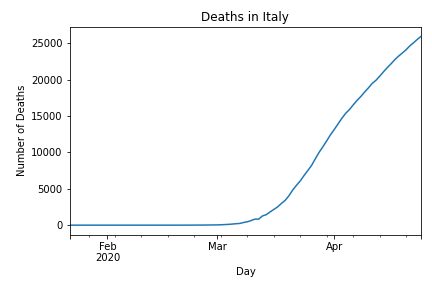 Deaths in Italy
Number of Deaths
25000
20000
15000
10000
5000
0
Feb
2020
Mar
Apr
Day